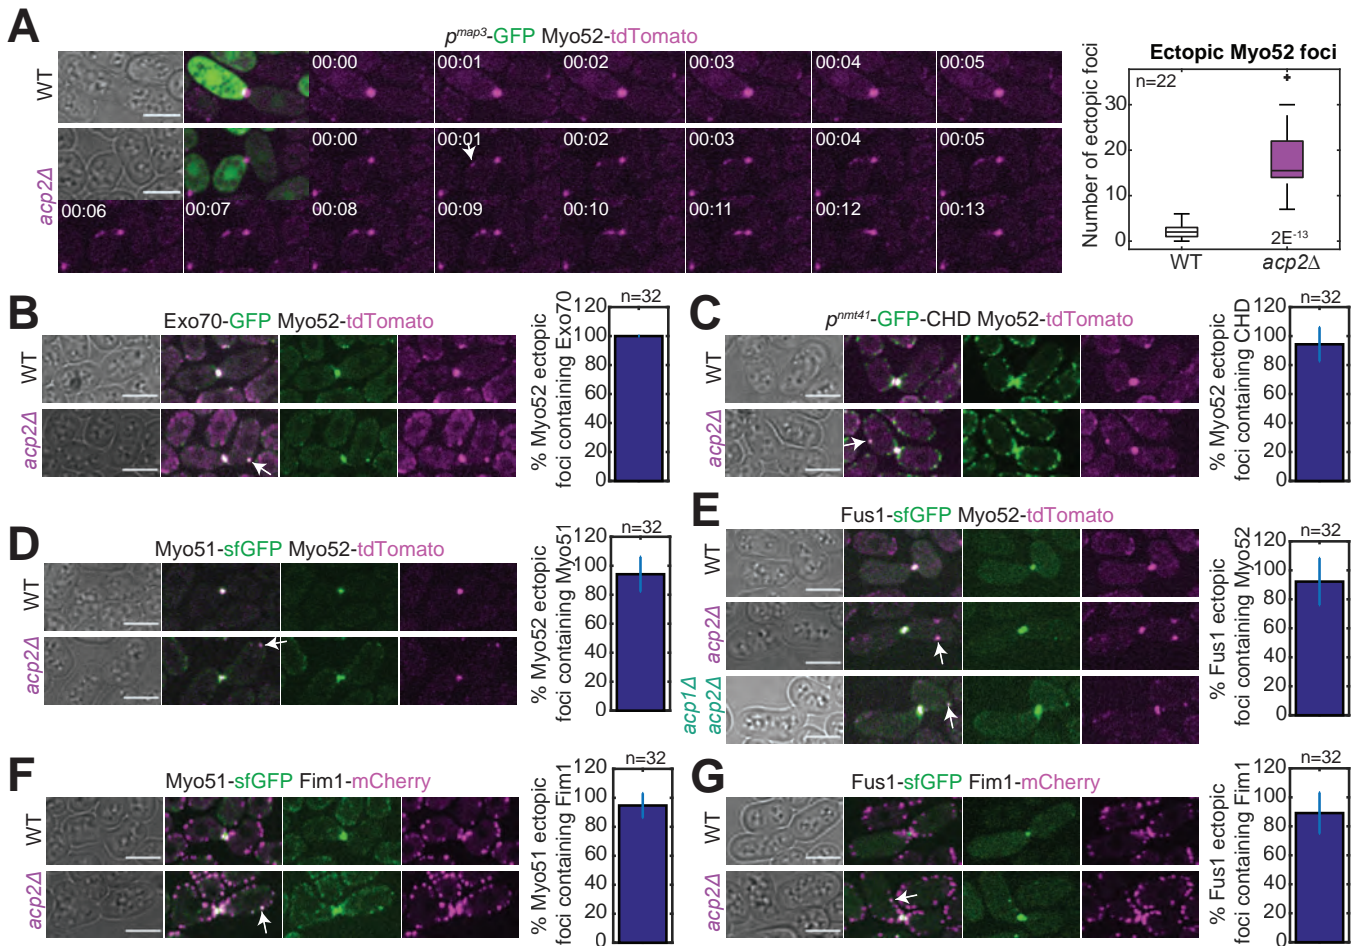 A
p^map3-GFP Myo52-tdTomato
WT
00:00
00:01
00:02
00:03
00:04
00:05
acp2Δ
00:00
00:01
00:02
00:03
00:04
00:05
00:06
00:07
00:08
00:09
00:10
00:11
00:12
00:13
Ectopic Myo52 foci
n=22
Number of ectopic foci
30
20
10
0
2E^-13
WT
acp2Δ
B
Exo70-GFP Myo52-tdTomato
WT
acp2Δ
% Myo52 ectopic
foci containing Exo70
n=32
120
100
80
60
40
20
0
C
p^nmt41-GFP-CHD Myo52-tdTomato
WT
acp2Δ
% Myo52 ectopic
foci containing CHD
n=32
120
100
80
60
40
20
0
D
Myo51-sfGFP Myo52-tdTomato
WT
acp2Δ
% Myo52 ectopic
foci containing Myo51
n=32
120
100
80
60
40
20
0
E
Fus1-sfGFP Myo52-tdTomato
WT
acp2Δ
acp1Δ
acp2Δ
% Fus1 ectopic
foci containing Myo52
n=32
120
100
80
60
40
20
0
F
Myo51-sfGFP Fim1-mCherry
WT
acp2Δ
% Myo51 ectopic
foci containing Fim1
n=32
120
100
80
60
40
20
0
G
Fus1-sfGFP Fim1-mCherry
WT
acp2Δ
% Fus1 ectopic
foci containing Fim1
n=32
120
100
80
60
40
20
0